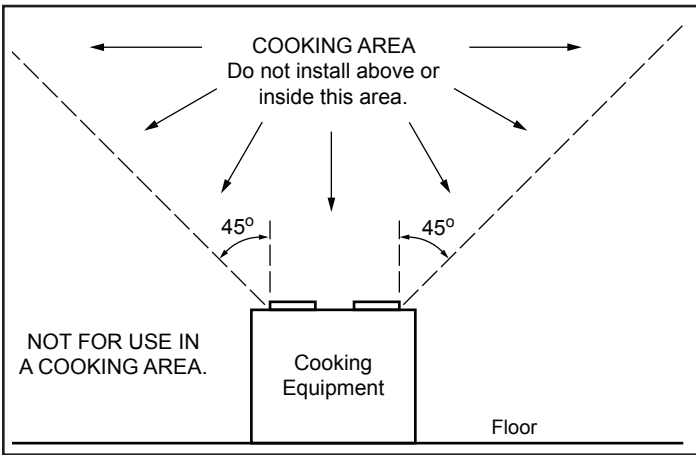 COOKING AREA
Do not install above or
inside this area.
45o
45o
NOT FOR USE IN
A COOKING AREA.
Cooking
Equipment
Floor